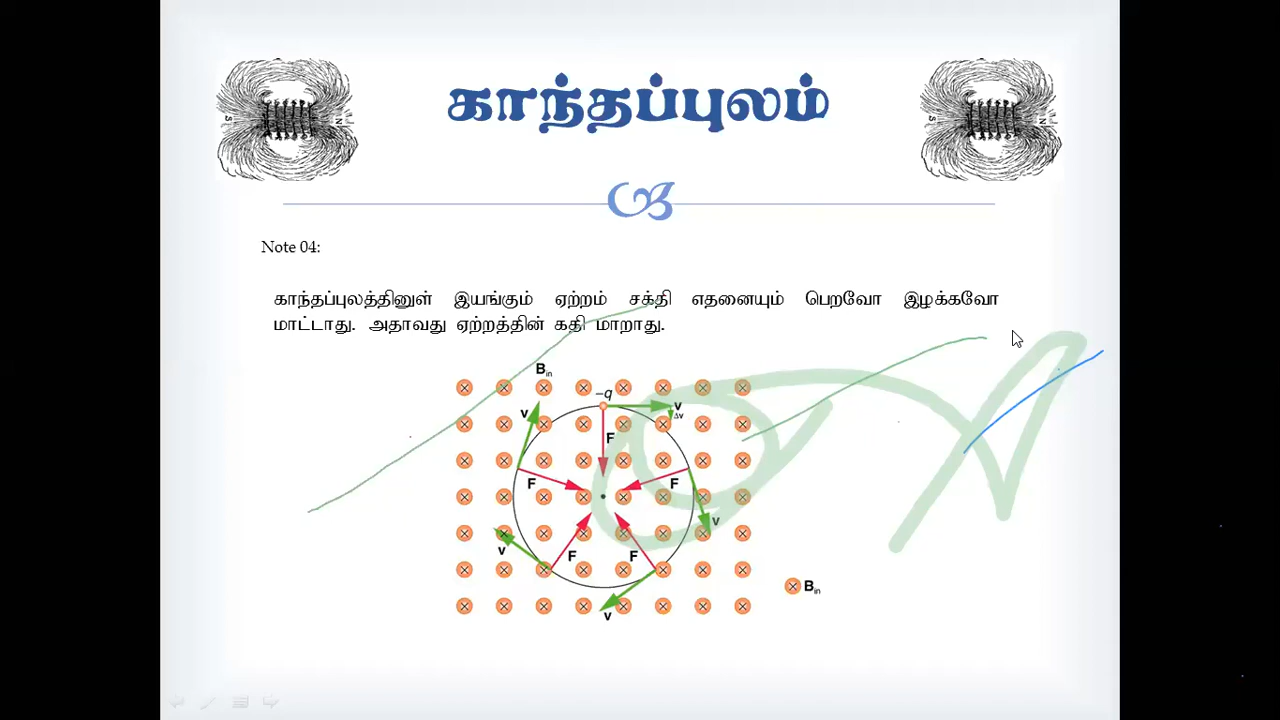 காந்தப்புலம்
Note 04:
காந்தப்புலத்தினுள் இயங்கும் ஏற்றம் சக்தி எதனையும் பெறவோ இழக்கவோ
மாட்டாது. அதாவது ஏற்றத்தின் கதி மாறாது.
Bin
–q
v
v
Δv
F
F
F
v
v
F
F
Bin
v
S
N
S
N